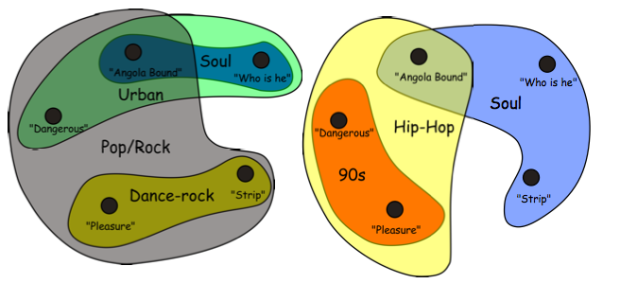 Soul
"Angola Bound"
"Who is he"
Urban
"Dangerous"
Pop/Rock
Dance-rock
"Strip"
"Pleasure"
"Angola Bound"
"Who is he"
Soul
Hip-Hop
"Dangerous"
90s
"Strip"
"Pleasure"